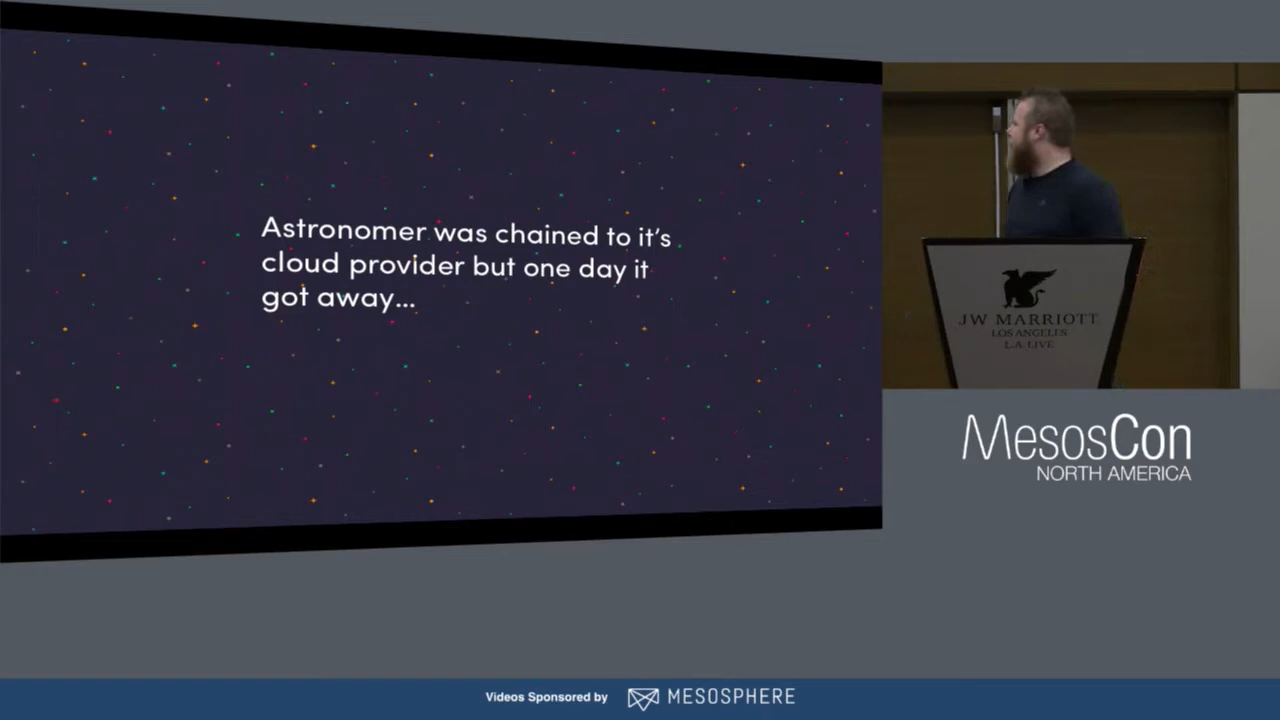 Astronomer was chained to it's
cloud provider but one day it
got away...
JW MARRIOTT
LOS ANGELES
L.A. LIVE
MesosCon
NORTH AMERICA
Videos Sponsored by MESOSPHERE